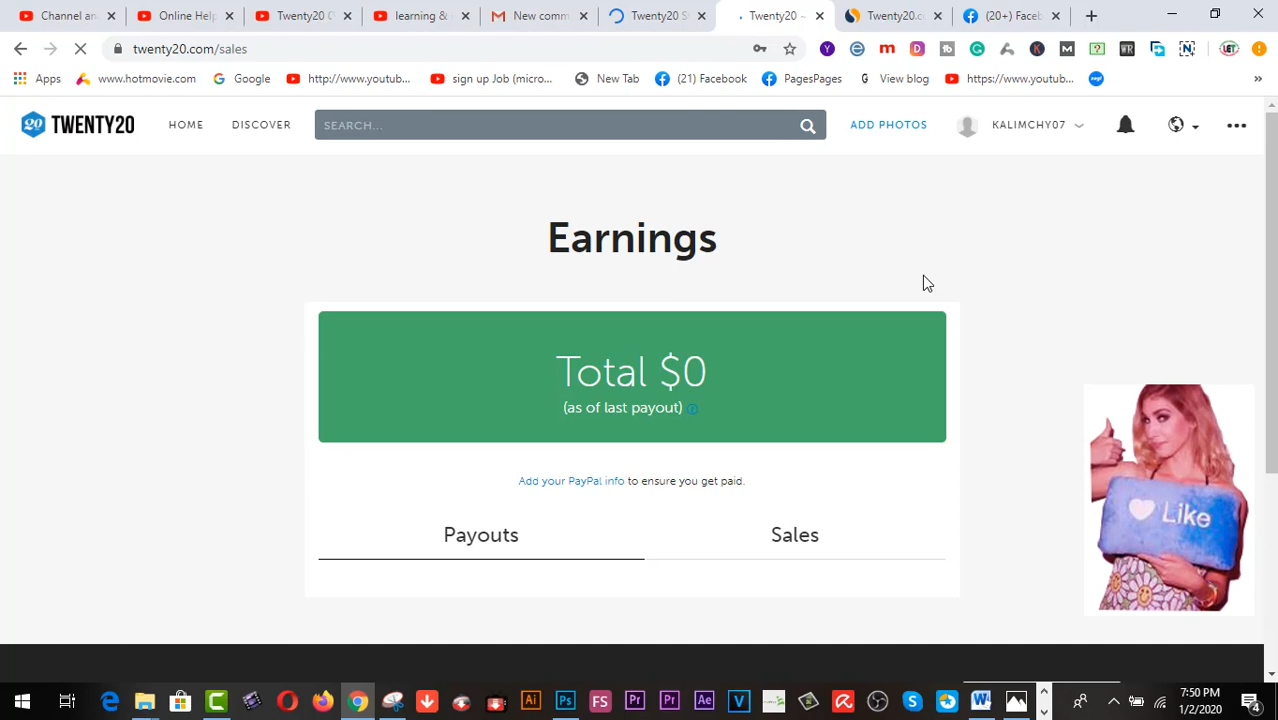 Channel ana
Online Help
Twenty20 C
learning &
New comm
Twenty20 S
Twenty20 –
Twenty20.c
(20+) Faceb
twenty20.com/sales
Apps
www.hotmovie.com
Google
http://www.youtub...
sign up Job (micro...
New Tab
(21) Facebook
PagesPages
View blog
https://www.youtub...
20 TWENTY20
HOME
DISCOVER
SEARCH...
ADD PHOTOS
KALIMCHY07
Earnings
Total $0
(as of last payout)
Add your PayPal info to ensure you get paid.
Payouts
Sales
Like
7:50 PM
1/2/2020